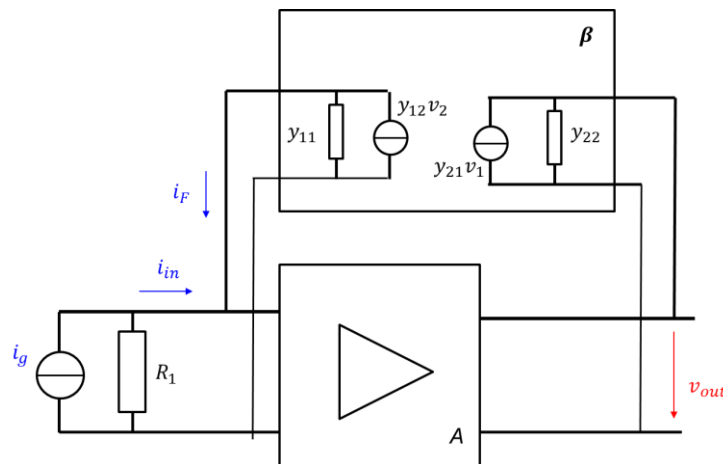 β
y₁₂v₂
y₁₁
y₂₂
y₂₁v₁
i_F
i_in
i_g
R₁
v_out
A